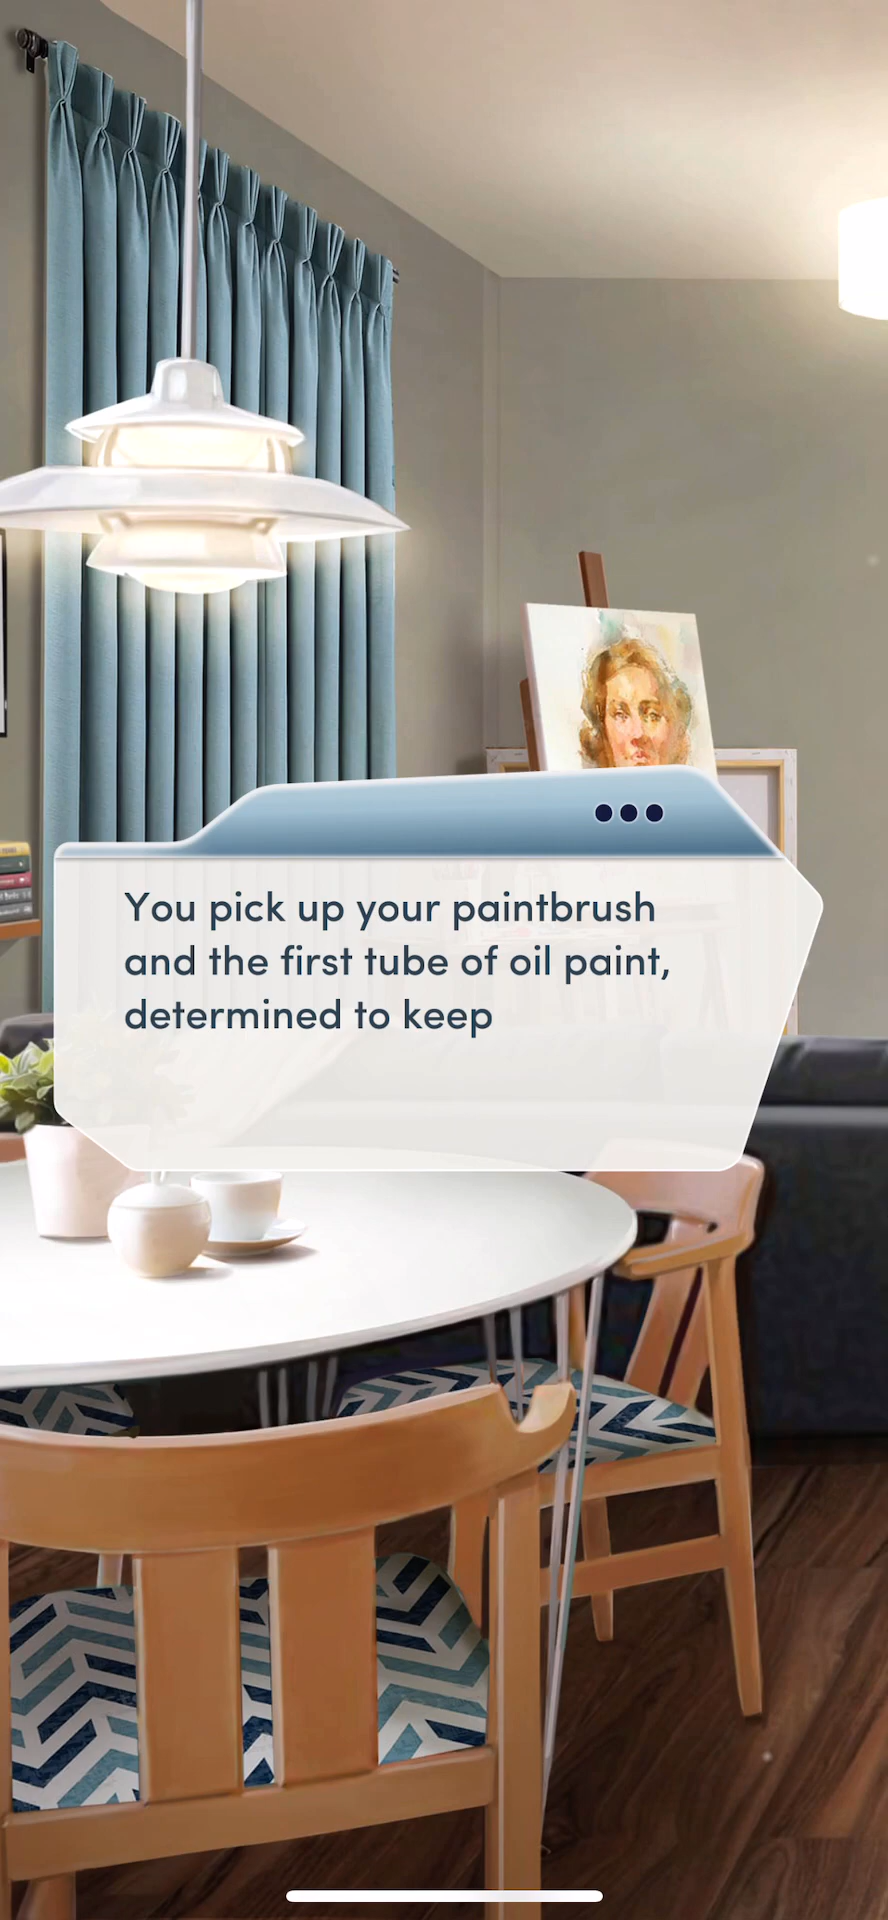 You pick up your paintbrush
and the first tube of oil paint,
determined to keep